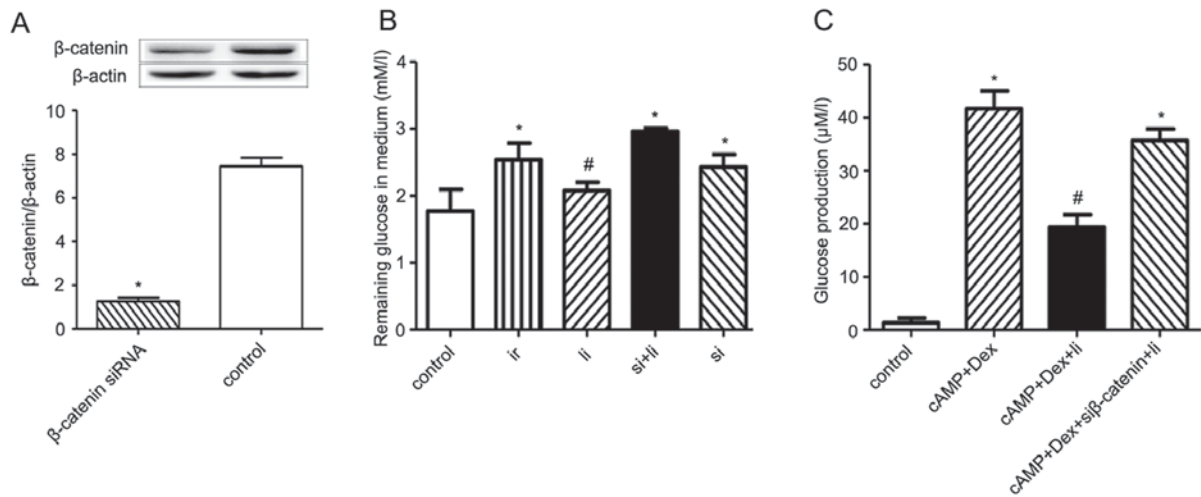 A
β-catenin
β-actin
β-catenin/β-actin
10
8
6
4
2
0
*
β-catenin siRNA
control
B
Remaining glucose in medium (mM/l)
4
3
2
1
0
*
#
*
*
control
ir
li
si+li
si
C
Glucose production (μM/l)
50
40
30
20
10
0
*
#
*
control
cAMP+Dex
cAMP+Dex+li
cAMP+Dex+siβ-catenin+li